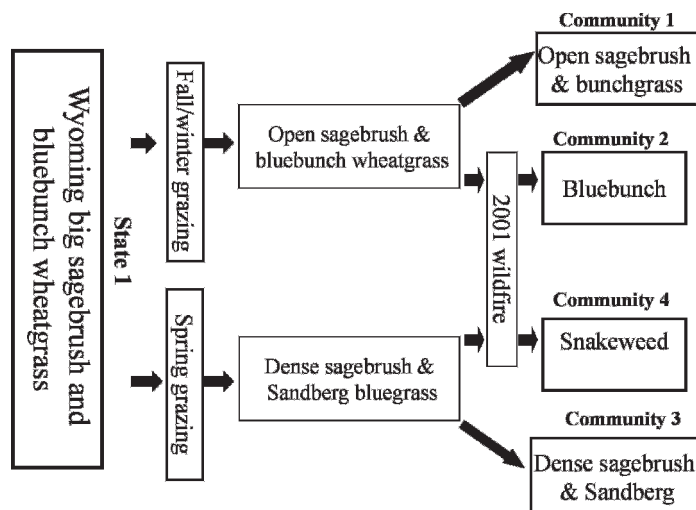 Wyoming big sagebrush and
bluebunch wheatgrass
State 1
Fall/winter grazing
Spring grazing
Open sagebrush &
bluebunch wheatgrass
Dense sagebrush &
Sandberg bluegrass
2001 wildfire
Community 1
Open sagebrush
& bunchgrass
Community 2
Bluebunch
Community 4
Snakeweed
Community 3
Dense sagebrush
& Sandberg